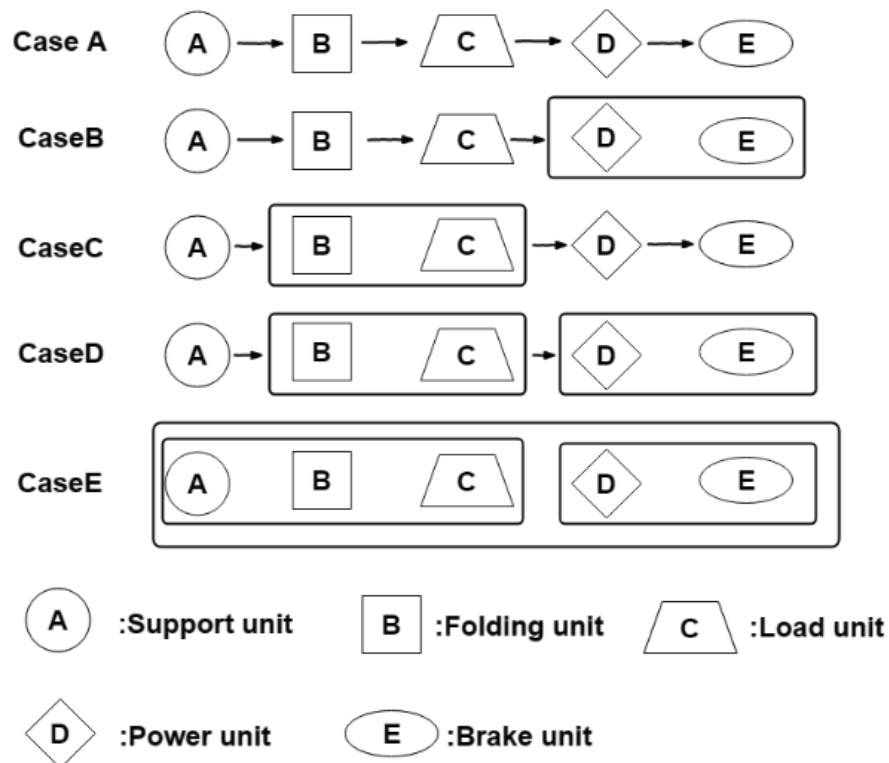 Case A A B C D E
CaseB A B C D E
CaseC A B C D E
CaseD A B C D E
CaseE A B C D E
A :Support unit B :Folding unit C :Load unit
D :Power unit E :Brake unit